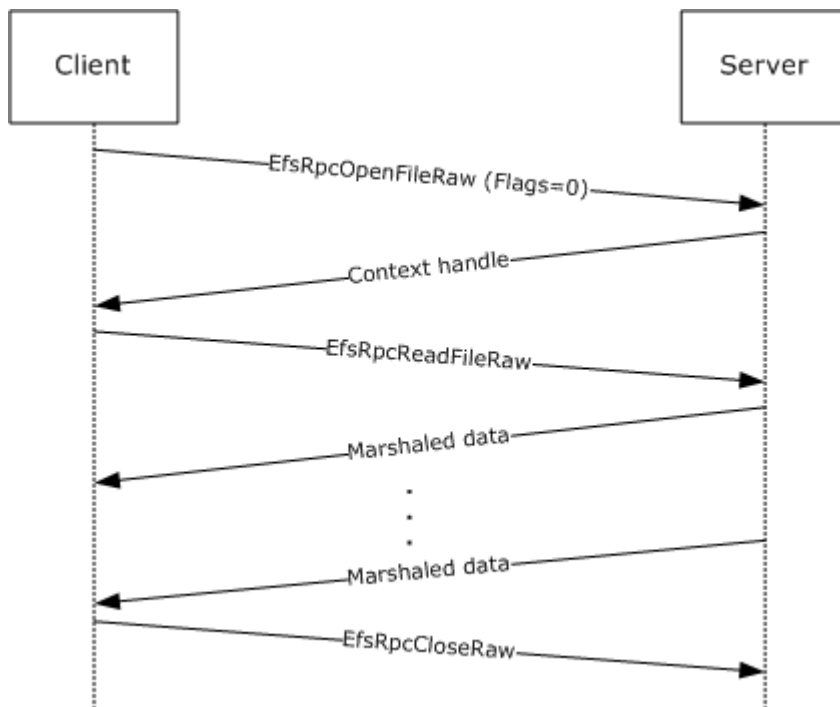 Client
Server
EfsRpcOpenFileRaw (Flags=0)
Context handle
EfsRpcReadFileRaw
Marshaled data
.
.
.
Marshaled data
EfsRpcCloseRaw